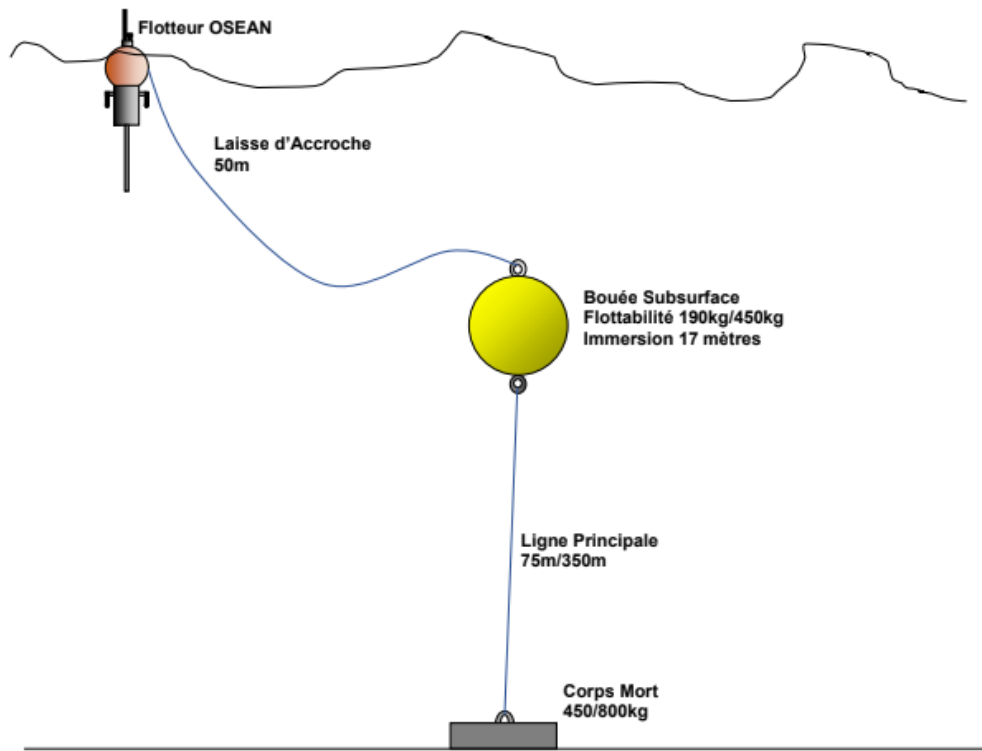 Flotteur OSEAN
Laisse d'Accroche
50m
Bouée Subsurface
Flottabilité 190kg/450kg
Immersion 17 mètres
Ligne Principale
75m/350m
Corps Mort
450/800kg